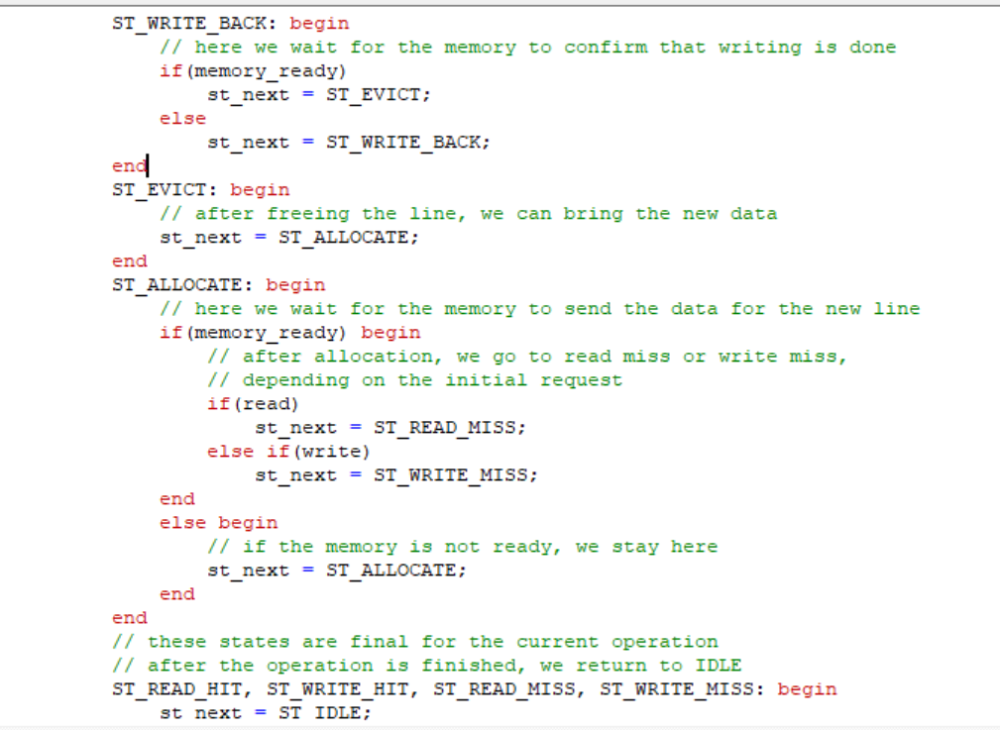 ST_WRITE_BACK: begin
// here we wait for the memory to confirm that writing is done
if(memory_ready)
st_next = ST_EVICT;
else
st_next = ST_WRITE_BACK;
end
ST_EVICT: begin
// after freeing the line, we can bring the new data
st_next = ST_ALLOCATE;
end
ST_ALLOCATE: begin
// here we wait for the memory to send the data for the new line
if(memory_ready) begin
// after allocation, we go to read miss or write miss,
// depending on the initial request
if(read)
st_next = ST_READ_MISS;
else if(write)
st_next = ST_WRITE_MISS;
end
else begin
// if the memory is not ready, we stay here
st_next = ST_ALLOCATE;
end
end
// these states are final for the current operation
// after the operation is finished, we return to IDLE
ST_READ_HIT, ST_WRITE_HIT, ST_READ_MISS, ST_WRITE_MISS: begin
st_next = ST_IDLE;